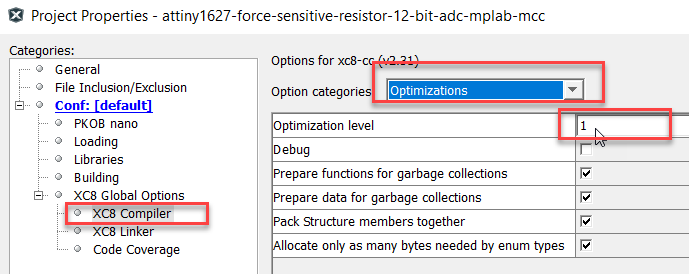 Project Properties - attiny1627-force-sensitive-resistor-12-bit-adc-mplab-mcc
Categories:
General
File Inclusion/Exclusion
Conf: [default]
PKOB nano
Loading
Libraries
Building
XC8 Global Options
XC8 Compiler
XC8 Linker
Code Coverage
Options for xc8-cc (v2.31)
Option categories: Optimizations
Optimization level 1
Debug
Prepare functions for garbage collections
Prepare data for garbage collections
Pack Structure members together
Allocate only as many bytes needed by enum types